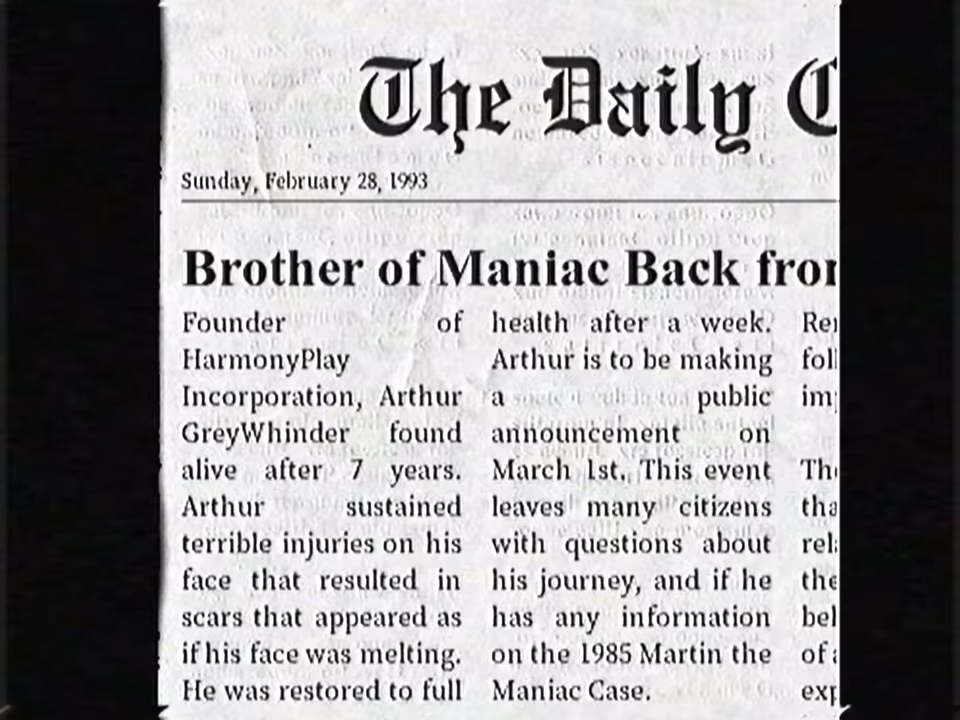 The Daily
Sunday, February 28, 1993
Brother of Maniac Back
Founder of
HarmonyPlay
Incorporation, Arthur
GreyWhinder found
alive after 7 years.
Arthur sustained
terrible injuries on his
face that resulted in
scars that appeared as
if his face was melting.
He was restored to full
health after a week.
Arthur is to be making
a public
announcement on
March 1st. This event
leaves many citizens
with questions about
his journey, and if he
has any information
on the 1985 Martin the
Maniac Case.